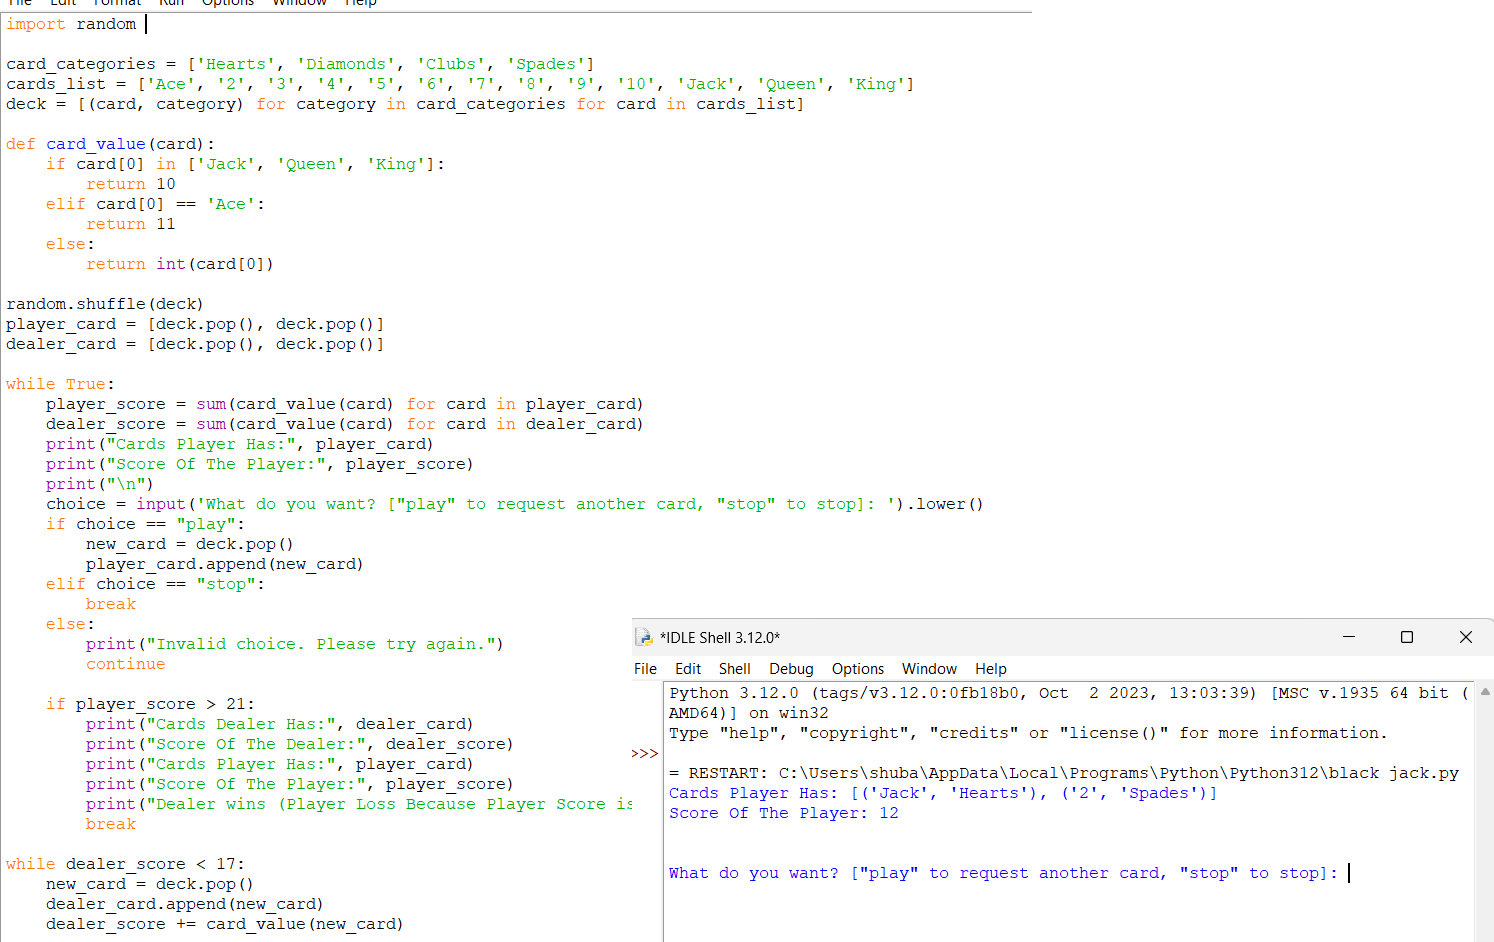 File Edit Format Run Options Window Help
import random
card_categories = ['Hearts', 'Diamonds', 'Clubs', 'Spades']
cards_list = ['Ace', '2', '3', '4', '5', '6', '7', '8', '9', '10', 'Jack', 'Queen', 'King']
deck = [(card, category) for category in card_categories for card in cards_list]
def card_value(card):
    if card[0] in ['Jack', 'Queen', 'King']:
        return 10
    elif card[0] == 'Ace':
        return 11
    else:
        return int(card[0])
random.shuffle(deck)
player_card = [deck.pop(), deck.pop()]
dealer_card = [deck.pop(), deck.pop()]
while True:
    player_score = sum(card_value(card) for card in player_card)
    dealer_score = sum(card_value(card) for card in dealer_card)
    print("Cards Player Has:", player_card)
    print("Score Of The Player:", player_score)
    print("\n")
    choice = input('What do you want? ["play" to request another card, "stop" to stop]: ').lower()
    if choice == "play":
        new_card = deck.pop()
        player_card.append(new_card)
    elif choice == "stop":
        break
    else:
        print("Invalid choice. Please try again.")
        continue
    if player_score > 21:
        print("Cards Dealer Has:", dealer_card)
        print("Score Of The Dealer:", dealer_score)
        print("Cards Player Has:", player_card)
        print("Score Of The Player:", player_score)
        print("Dealer wins (Player Loss Because Player Score is
        break
while dealer_score < 17:
    new_card = deck.pop()
    dealer_card.append(new_card)
    dealer_score += card_value(new_card)
*IDLE Shell 3.12.0*
File Edit Shell Debug Options Window Help
Python 3.12.0 (tags/v3.12.0:0fb18b0, Oct  2 2023, 13:03:39) [MSC v.1935 64 bit (
AMD64)] on win32
Type "help", "copyright", "credits" or "license()" for more information.
>>>
= RESTART: C:\Users\shuba\AppData\Local\Programs\Python\Python312\black jack.py
Cards Player Has: [('Jack', 'Hearts'), ('2', 'Spades')]
Score Of The Player: 12
What do you want? ["play" to request another card, "stop" to stop]: